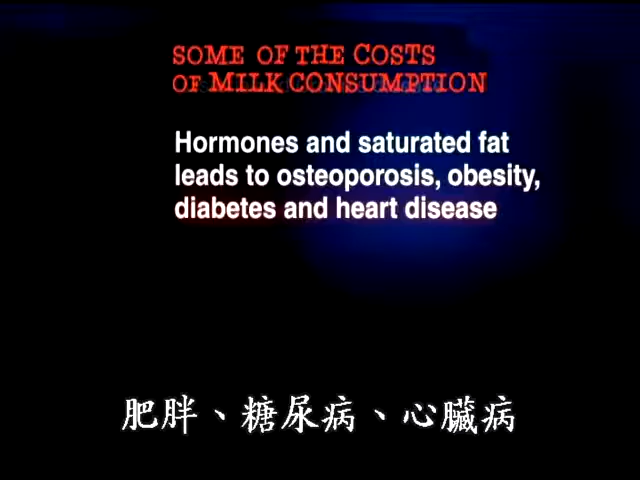 SOME OF THE COSTS
OF MILK CONSUMPTION
Hormones and saturated fat
leads to osteoporosis, obesity,
diabetes and heart disease
肥胖、糖尿病、心臟病